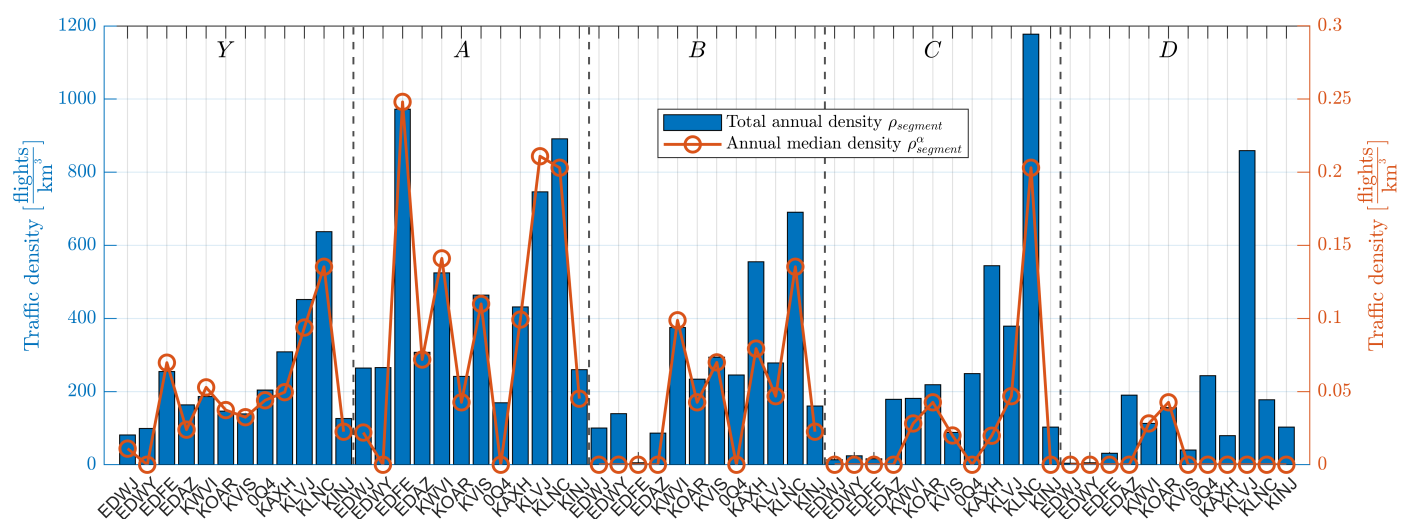 1200
1000
800
600
400
200
0
Traffic density [flights/km³]
Y
A
B
C
D
Total annual density ρ_segment
Annual median density ρ^α_segment
0.3
0.25
0.2
0.15
0.1
0.05
0
Traffic density [flights/km³]
EDWJ
EDWY
EDFE
EDAZ
KWVI
KOAR
KVIS
0Q4
KAXH
KLVJ
KLNC
KINJ
EDWJ
EDWY
EDFE
EDAZ
KWVI
KOAR
KVIS
0Q4
KAXH
KLVJ
KLNC
KINJ
EDWJ
EDWY
EDFE
EDAZ
KWVI
KOAR
KVIS
0Q4
KAXH
KLVJ
KLNC
KINJ
EDWJ
EDWY
EDFE
EDAZ
KWVI
KOAR
KVIS
0Q4
KAXH
KLVJ
KLNC
KINJ
EDWJ
EDWY
EDFE
EDAZ
KWVI
KOAR
KVIS
0Q4
KAXH
KLVJ
KLNC
KINJ